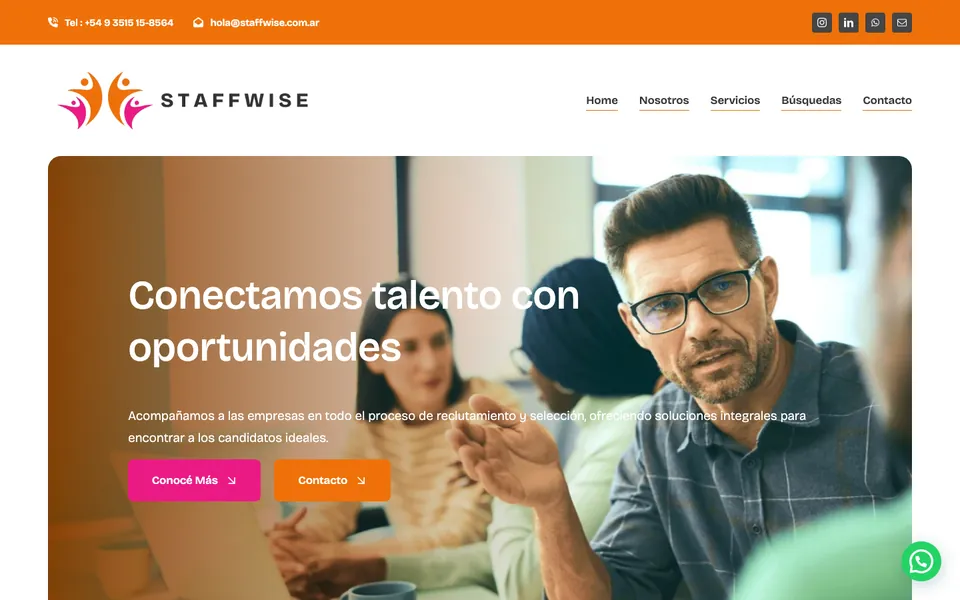 Tel : +54 9 3515 15-8564
hola@staffwise.com.ar
STAFFWISE
Home
Nosotros
Servicios
Búsquedas
Contacto
Conectamos talento con
oportunidades
Acompañamos a las empresas en todo el proceso de reclutamiento y selección, ofreciendo soluciones integrales para
encontrar a los candidatos ideales.
Conocé Más
Contacto